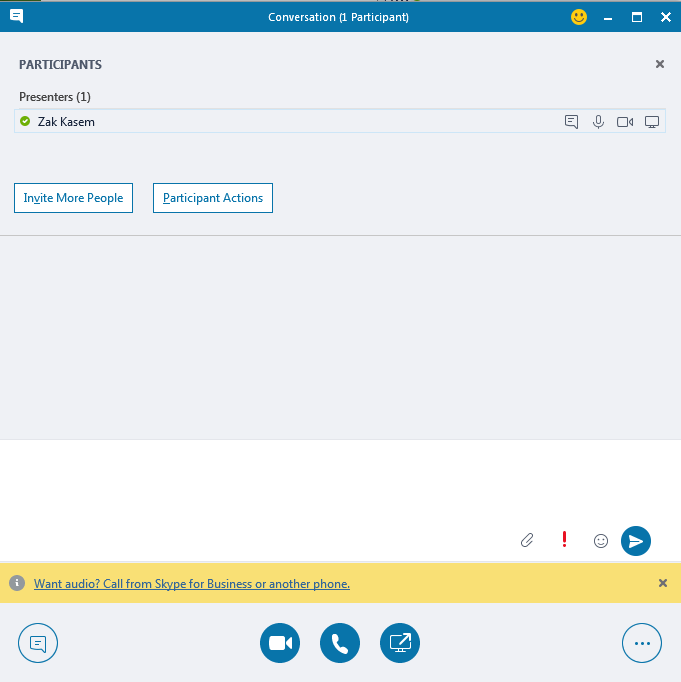 Conversation (1 Participant)
PARTICIPANTS
Presenters (1)
Zak Kasem
Invite More People
Participant Actions
Want audio? Call from Skype for Business or another phone.